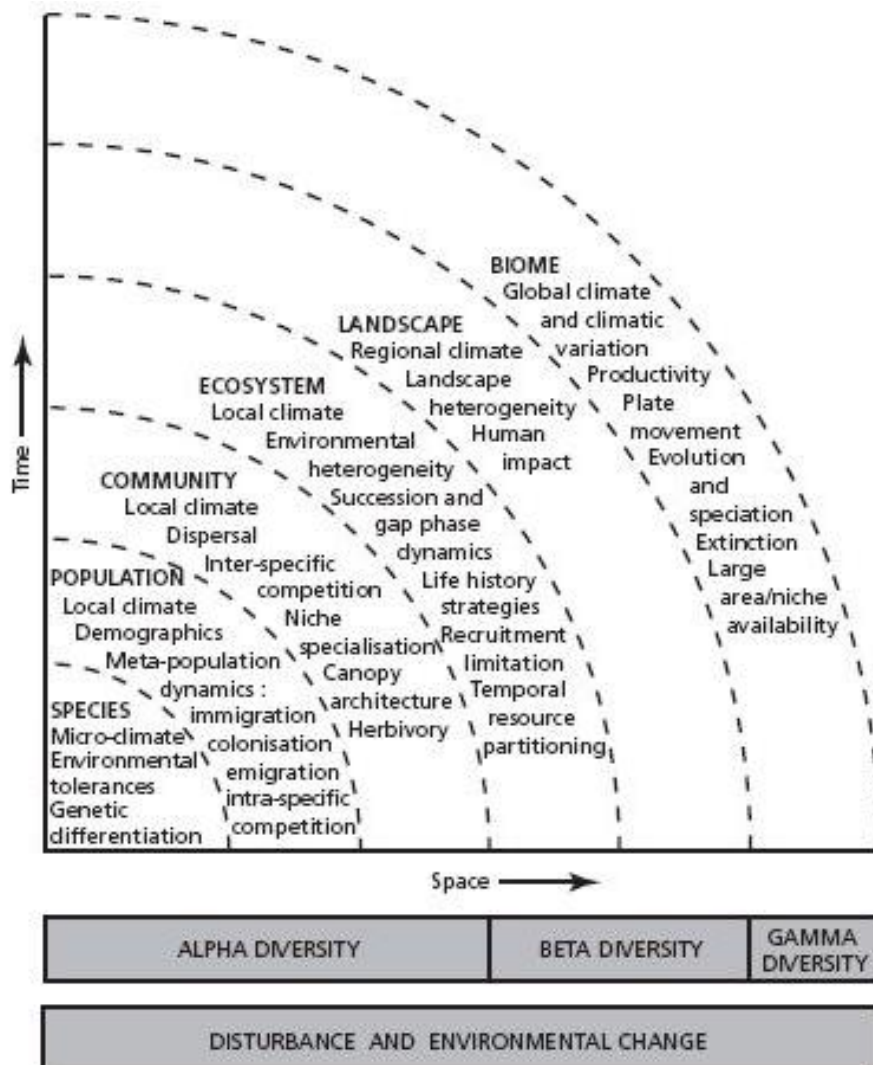 BIOME
Global climate
and climatic
variation
Productivity
Plate
movement
Evolution
and
speciation
Extinction
Large
area/niche
availability
LANDSCAPE
Regional climate
Landscape
heterogeneity
Human
impact
ECOSYSTEM
Local climate
Environmental
heterogeneity
Succession and
gap phase
dynamics
Life history
strategies
Recruitment
limitation
Temporal
resource
partitioning
COMMUNITY
Local climate
Dispersal
Inter-specific
competition
Niche
specialisation
Canopy
architecture
Herbivory
POPULATION
Local climate
Demographics
Meta-population
dynamics :
immigration
colonisation
emigration
intra-specific
competition
SPECIES
Micro-climate
Environmental
tolerances
Genetic
differentiation
Time
Space
ALPHA DIVERSITY
BETA DIVERSITY
GAMMA
DIVERSITY
DISTURBANCE AND ENVIRONMENTAL CHANGE